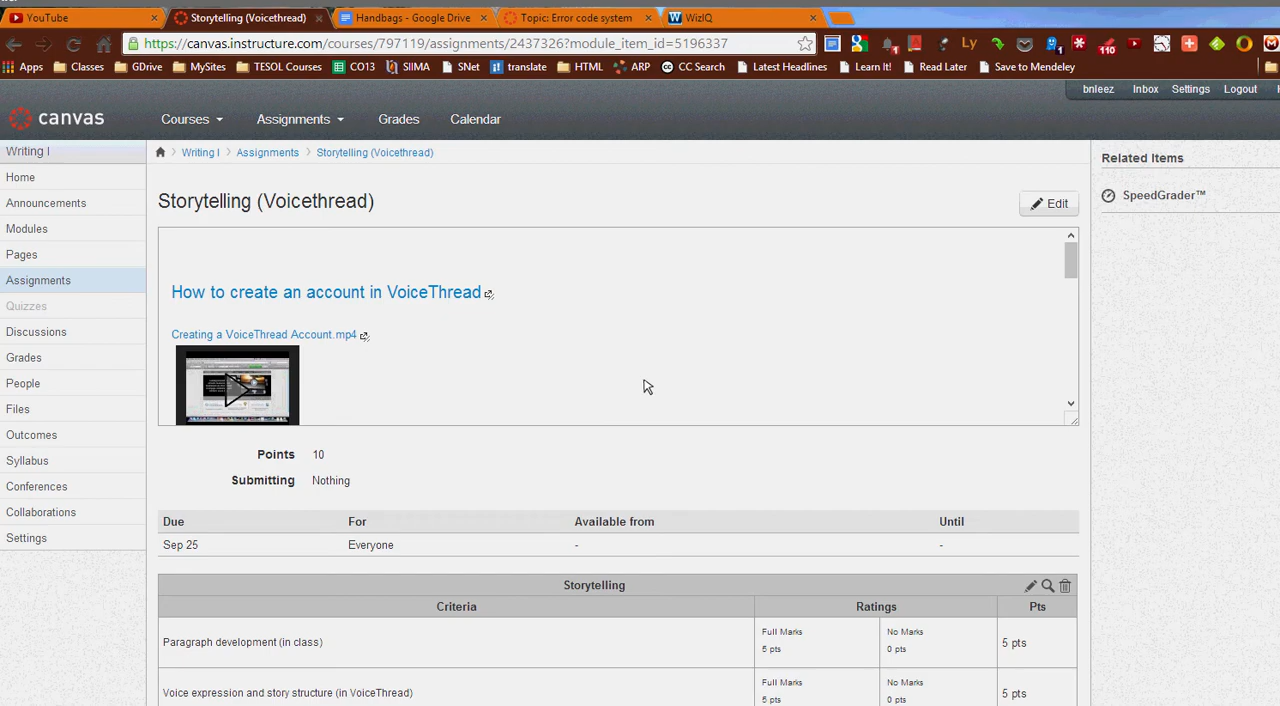 YouTube × Storytelling (Voicethread) × Handbags - Google Drive × Topic: Error code system × WizIQ ×
https://canvas.instructure.com/courses/797119/assignments/2437326?module_item_id=5196337
Apps Classes GDrive MySites TESOL Courses CO13 SIIMA SNet translate HTML ARP CC Search Latest Headlines Learn It! Read Later Save to Mendeley
bnleez Inbox Settings Logout
canvas Courses Assignments Grades Calendar
Writing I
Home
Announcements
Modules
Pages
Assignments
Quizzes
Discussions
Grades
People
Files
Outcomes
Syllabus
Conferences
Collaborations
Settings
Writing I Assignments Storytelling (Voicethread)
Storytelling (Voicethread)
Edit
How to create an account in VoiceThread
Creating a VoiceThread Account.mp4
Points 10
Submitting Nothing
Due For Available from Until
Sep 25 Everyone - -
Storytelling
Criteria Ratings Pts
Paragraph development (in class) Full Marks 5 pts No Marks 0 pts 5 pts
Voice expression and story structure (in VoiceThread) Full Marks 5 pts No Marks 0 pts 5 pts
Related Items
SpeedGrader™